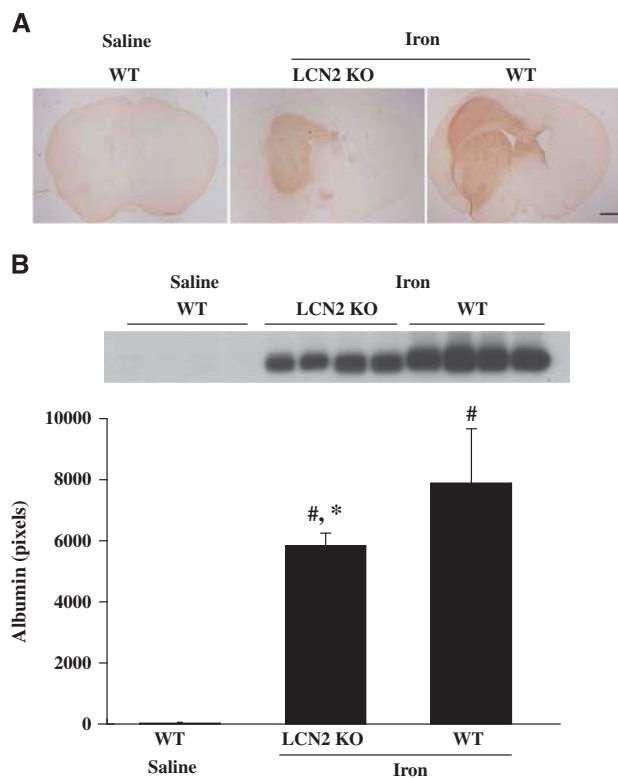 A
Saline Iron
WT LCN2 KO WT
B
Saline Iron
WT LCN2 KO WT
10000
8000
6000
4000
2000
0
Albumin (pixels)
#, *
#
WT LCN2 KO WT
Saline Iron